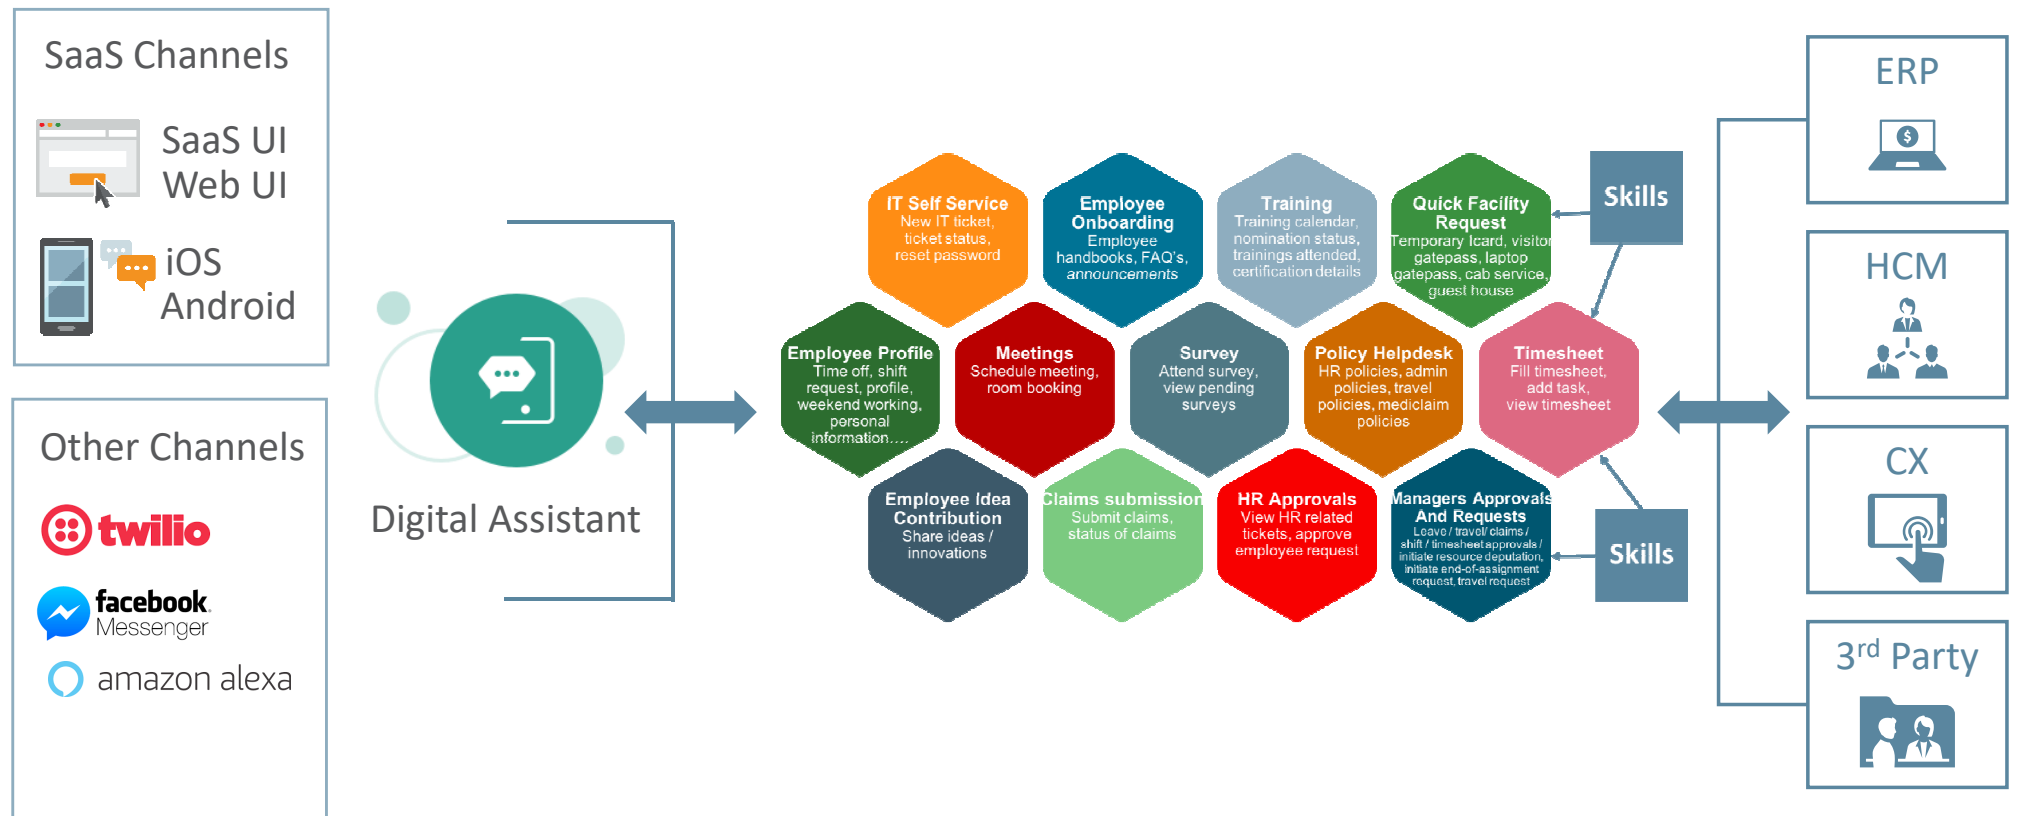 SaaS Channels
SaaS UI
Web UI
iOS
Android
Other Channels
twilio
facebook
Messenger
amazon alexa
Digital Assistant
IT Self Service
New IT ticket,
ticket status,
reset password
Employee
Onboarding
Employee
handbooks, FAQ's,
announcements
Training
Training calendar,
nomination status,
trainings attended,
certification details
Quick Facility
Request
Temporary Icard, visitor
gatepass, laptop
gatepass, cab service,
guest house
Skills
Employee Profile
Time off, shift
request, profile,
weekend working,
personal
information....
Meetings
Schedule meeting,
room booking
Survey
Attend survey,
view pending
surveys
Policy Helpdesk
HR policies, admin
policies, travel
policies, mediclaim
policies
Timesheet
Fill timesheet,
add task,
view timesheet
Employee Idea
Contribution
Share ideas /
innovations
Claims submission
Submit claims,
status of claims
HR Approvals
View HR related
tickets, approve
employee request
Managers Approvals
And Requests
Leave / travel/ claims /
shift / timesheet approvals /
initiate resource deputation,
initiate end-of-assignment
request, travel request
Skills
ERP
$
HCM
CX
3rd Party